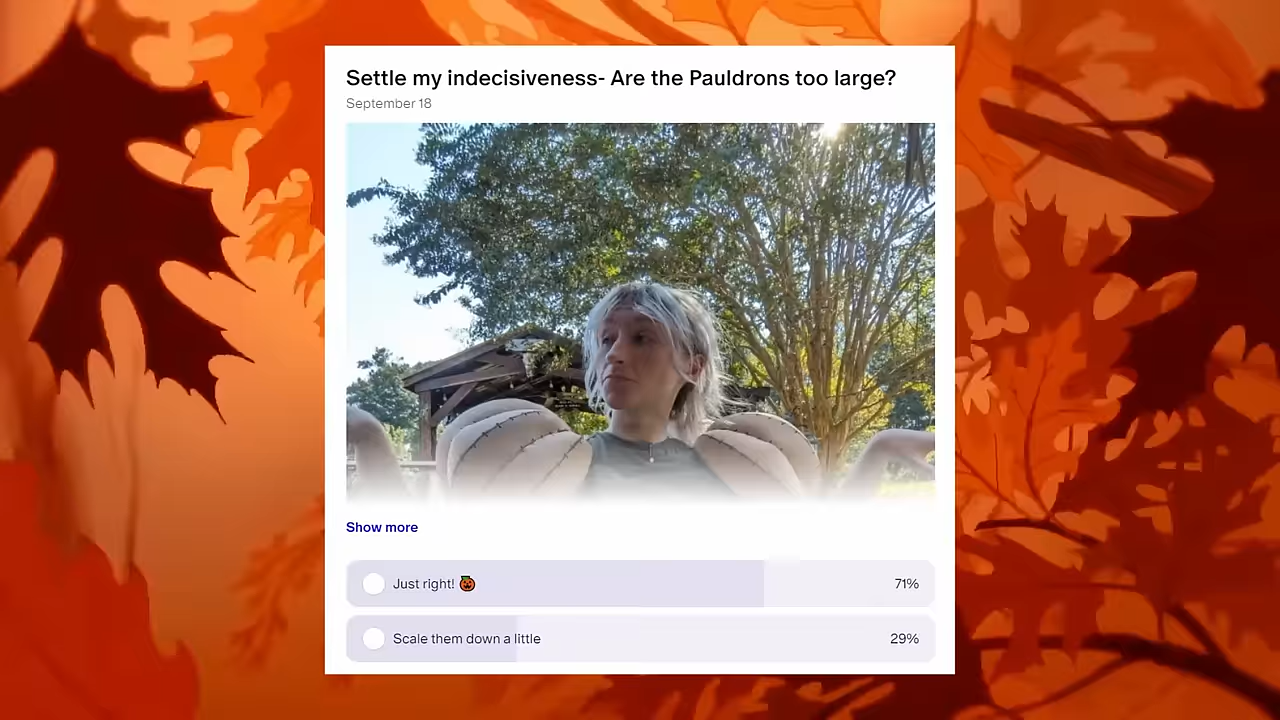 Settle my indecisiveness- Are the Pauldrons too large?
September 18
Show more
Just right! 🎃
71%
Scale them down a little
29%